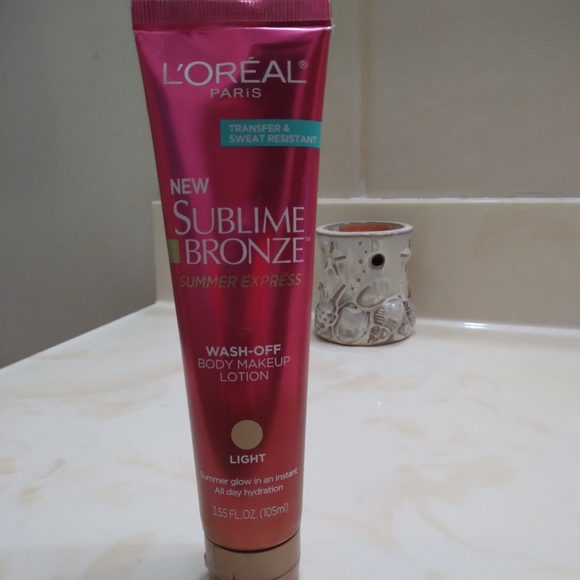 L'ORÉAL®
PARIS
TRANSFER &
SWEAT RESISTANT
NEW
SUBLIME
BRONZE™
SUMMER EXPRESS
WASH-OFF
BODY MAKEUP
LOTION
LIGHT
Summer glow in an instant
All day hydration
3.55 FL. OZ. (105ml)